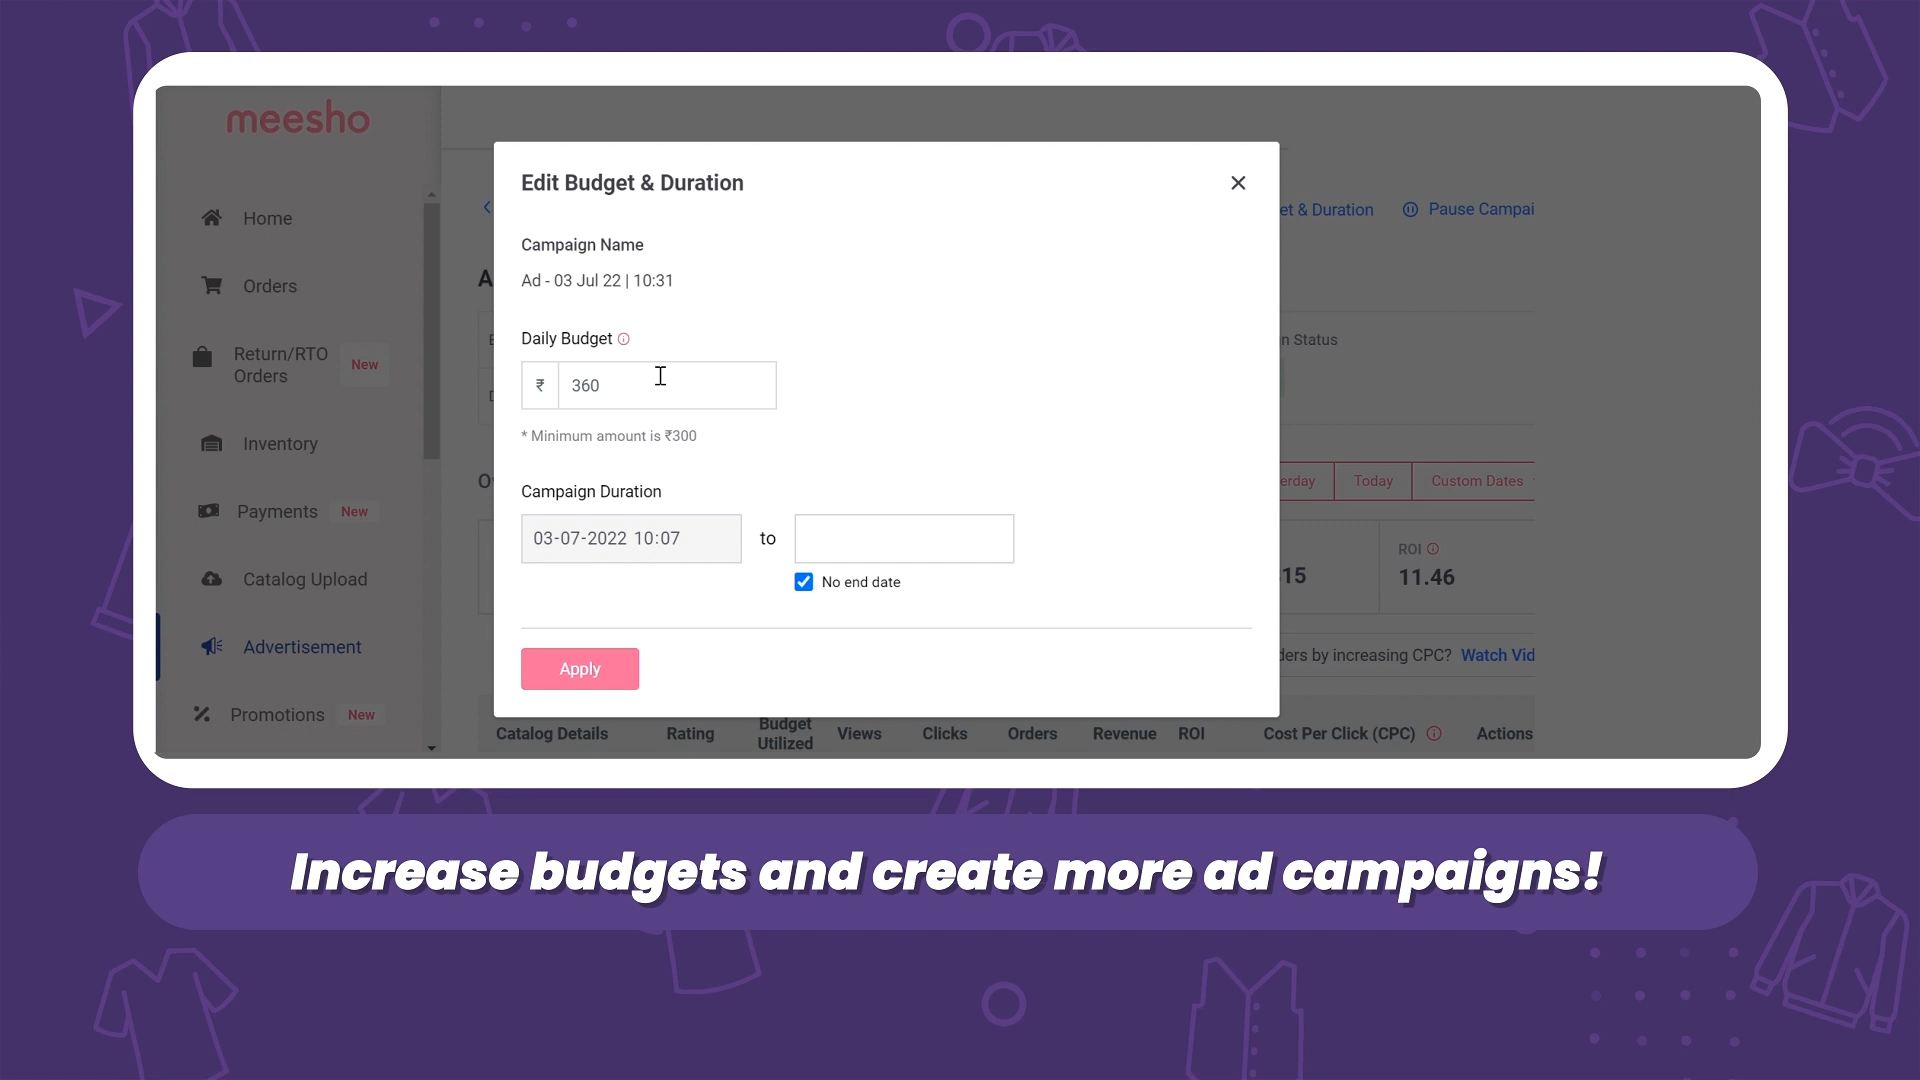 meesho
Home
Orders
Return/RTO
Orders
New
Inventory
Payments New
Catalog Upload
Advertisement
Promotions New
Edit Budget & Duration
Campaign Name
Ad - 03 Jul 22 | 10:31
Daily Budget
₹ 360
* Minimum amount is ₹300
Campaign Duration
03-07-2022 10:07 to
No end date
Apply
& Duration
Pause Campai
Status
Today
Custom Dates
15
ROI
11.46
by increasing CPC? Watch Vid
Catalog Details
Rating
Budget
Utilized
Views
Clicks
Orders
Revenue
ROI
Cost Per Click (CPC)
Actions
Increase budgets and create more ad campaigns!